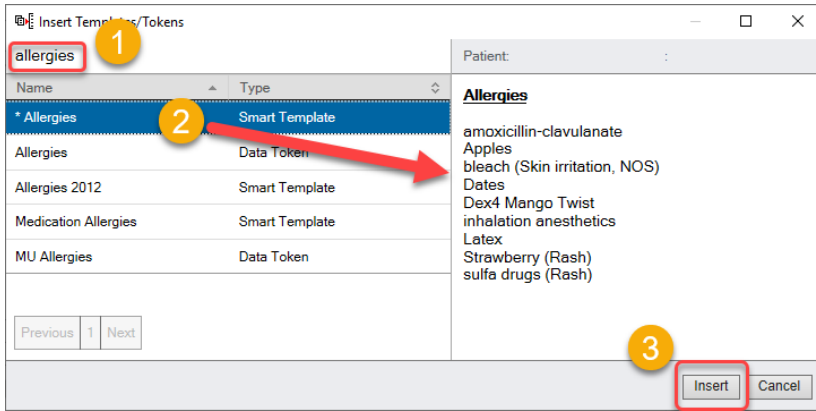 Insert Templates/Tokens
1
allergies
Patient: :
Name Type
* Allergies Smart Template
2
Allergies Data Token
Allergies 2012 Smart Template
Medication Allergies Smart Template
MU Allergies Data Token
Previous 1 Next
Allergies
amoxicillin-clavulanate
Apples
bleach (Skin irritation, NOS)
Dates
Dex4 Mango Twist
inhalation anesthetics
Latex
Strawberry (Rash)
sulfa drugs (Rash)
3
Insert Cancel